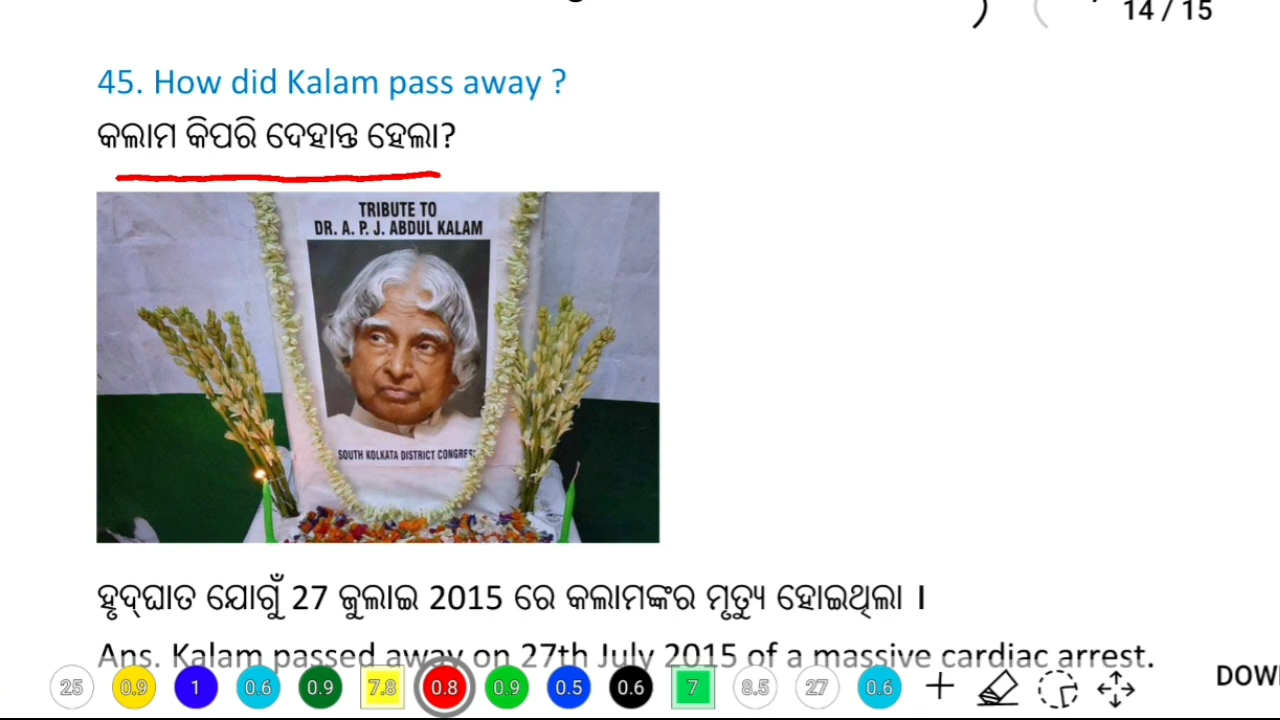 14 / 15
45. How did Kalam pass away ?
କଲାମ କିପରି ଦେହାନ୍ତ ହେଲା?
TRIBUTE TO
DR. A. P. J. ABDUL KALAM
SOUTH KOLKATA DISTRICT CONGRES
ହୃଦ୍‌ଘାତ ଯୋଗୁଁ 27 ଜୁଲାଇ 2015 ରେ କଲାମଙ୍କର ମୃତ୍ୟୁ ହୋଇଥିଲା ।
Ans. Kalam passed away on 27th July 2015 of a massive cardiac arrest.
25 0.9 1 0.6 0.9 7.8 0.8 0.9 0.5 0.6 7 8.5 27 0.6
DOW